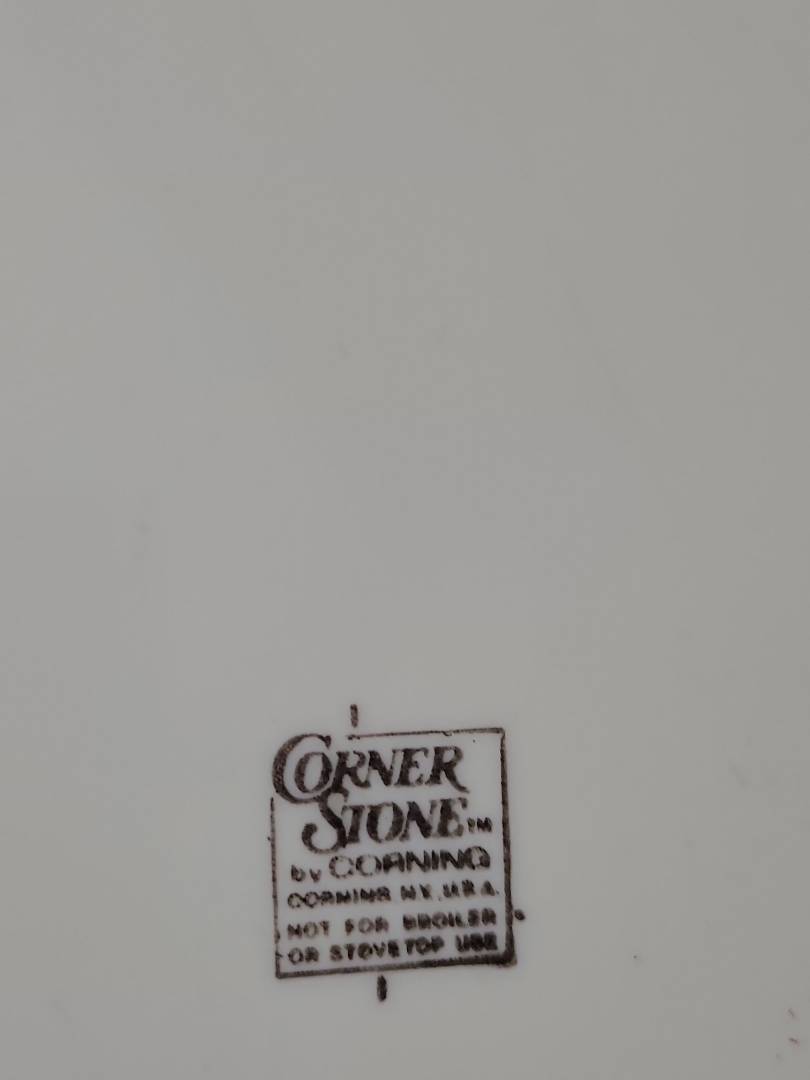 CORNER
STONE™
by CORNING
CORNING N.Y., U.S.A.
NOT FOR BROILER
OR STOVETOP USE